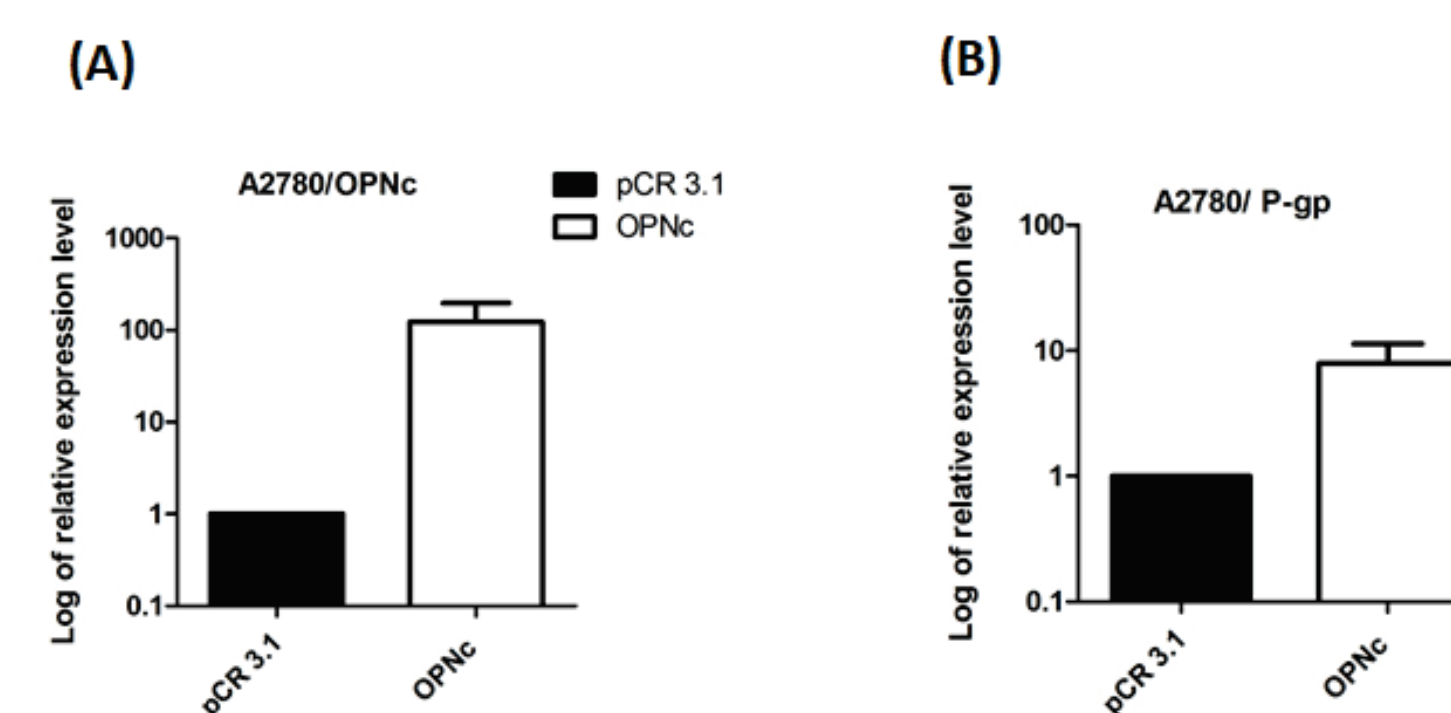 (A)
A2780/OPNc
pCR 3.1
OPNc
Log of relative expression level
1000
100
10
1
0.1
pCR 3.1
OPNc
(B)
A2780/ P-gp
Log of relative expression level
100
10
1
0.1
pCR 3.1
OPNc